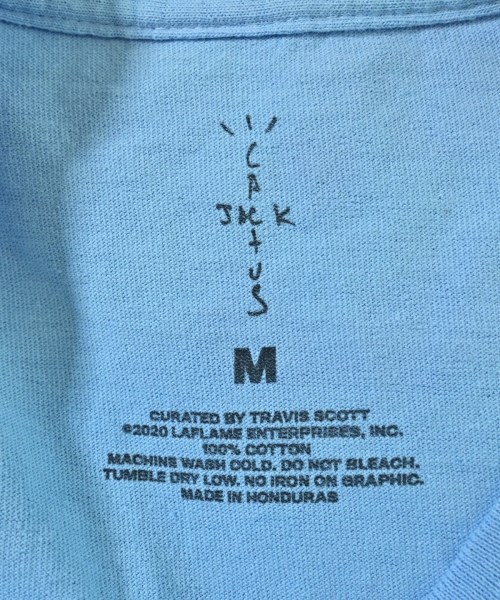 CACTUS
JACK
M
CURATED BY TRAVIS SCOTT
©2020 LAFLAME ENTERPRISES, INC.
100% COTTON
MACHINE WASH COLD. DO NOT BLEACH.
TUMBLE DRY LOW. NO IRON ON GRAPHIC.
MADE IN HONDURAS